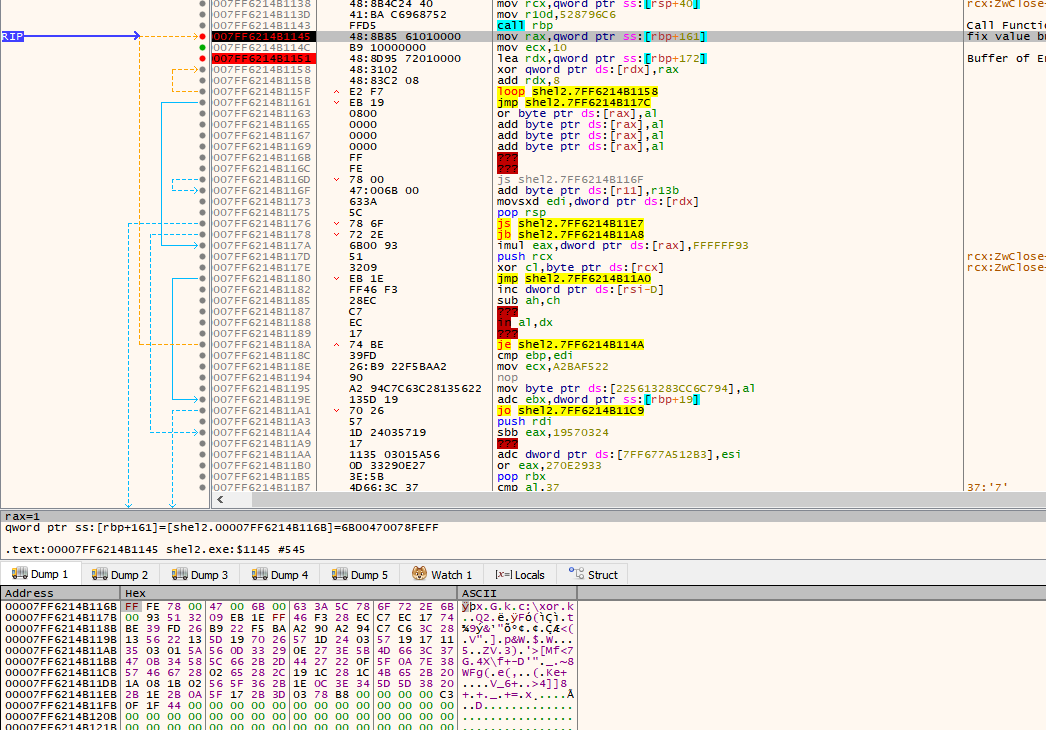 007FF6214B1138 48:8B4C24 40 mov rcx,qword ptr ss:[rsp+40] rcx:ZwClose-
007FF6214B113D 41:BA C6968752 mov r10d,528796C6
007FF6214B1143 FFD5 call rbp Call Functi
RIP 007FF6214B1145 48:8B85 61010000 mov rax,qword ptr ss:[rbp+161] fix value b
007FF6214B114C B9 10000000 mov ecx,10
007FF6214B1151 48:8D95 72010000 lea rdx,qword ptr ss:[rbp+172] Buffer of E
007FF6214B1158 48:3102 xor qword ptr ds:[rdx],rax
007FF6214B115B 48:83C2 08 add rdx,8
007FF6214B115F E2 F7 loop shel2.7FF6214B1158
007FF6214B1161 EB 19 jmp shel2.7FF6214B117C
007FF6214B1163 0800 or byte ptr ds:[rax],al
007FF6214B1165 0000 add byte ptr ds:[rax],al
007FF6214B1167 0000 add byte ptr ds:[rax],al
007FF6214B1169 0000 add byte ptr ds:[rax],al
007FF6214B116B FF ???
007FF6214B116C FE ???
007FF6214B116D 78 00 js shel2.7FF6214B116F
007FF6214B116F 47:006B 00 add byte ptr ds:[r11],r13b
007FF6214B1173 633A movsxd edi,dword ptr ds:[rdx]
007FF6214B1175 5C pop rsp
007FF6214B1176 78 6F js shel2.7FF6214B11E7
007FF6214B1178 72 2E jb shel2.7FF6214B11A8
007FF6214B117A 6B00 93 imul eax,dword ptr ds:[rax],FFFFFF93
007FF6214B117D 51 push rcx rcx:ZwClose-
007FF6214B117E 3209 xor cl,byte ptr ds:[rcx] rcx:ZwClose-
007FF6214B1180 EB 1E jmp shel2.7FF6214B11A0
007FF6214B1182 FF46 F3 inc dword ptr ds:[rsi-D]
007FF6214B1185 28EC sub ah,ch
007FF6214B1187 C7 ???
007FF6214B1188 EC in al,dx
007FF6214B1189 17 ???
007FF6214B118A 74 BE je shel2.7FF6214B114A
007FF6214B118C 39FD cmp ebp,edi
007FF6214B118E 26:B9 22F5BAA2 mov ecx,A2BAF522
007FF6214B1194 90 nop
007FF6214B1195 A2 94C7C63C28135622 mov byte ptr ds:[225613283CC6C794],al
007FF6214B119E 135D 19 adc ebx,dword ptr ss:[rbp+19]
007FF6214B11A1 70 26 jo shel2.7FF6214B11C9
007FF6214B11A3 57 push rdi
007FF6214B11A4 1D 24035719 sbb eax,19570324
007FF6214B11A9 17 ???
007FF6214B11AA 1135 03015A56 adc dword ptr ds:[7FF677A512B3],esi
007FF6214B11B0 0D 33290E27 or eax,270E2933
007FF6214B11B5 3E:5B pop rbx
007FF6214B11B7 4D66:3C 37 cmp al,37 37:'7'
rax=1
qword ptr ss:[rbp+161]=[shel2.00007FF6214B116B]=6B00470078FEFF
.text:00007FF6214B1145 shel2.exe:$1145 #545
Dump 1 Dump 2 Dump 3 Dump 4 Dump 5 Watch 1 [x=] Locals Struct
Address Hex ASCII
00007FF6214B116B FF FE 78 00 47 00 6B 00 63 3A 5C 78 6F 72 2E 6B ÿþx.G.k.c:\xor.k
00007FF6214B117B 00 93 51 32 09 EB 1E FF 46 F3 28 EC C7 EC 17 74 ..Q2.ë.ÿFó(ìÇì.t
00007FF6214B118B BE 39 FD 26 B9 22 F5 BA A2 90 A2 94 C7 C6 3C 28 ¾9ý&¹"õº¢.¢.ÇÆ<(
00007FF6214B119B 13 56 22 13 5D 19 70 26 57 1D 24 03 57 19 17 11 .V".].p&W.$.W...
00007FF6214B11AB 35 03 01 5A 56 0D 33 29 0E 27 3E 5B 4D 66 3C 37 5..ZV.3).'>[Mf<7
00007FF6214B11BB 47 0B 34 58 5C 66 2B 2D 44 27 22 0F 5F 0A 7E 38 G.4X\f+-D'"._.~8
00007FF6214B11CB 57 46 67 28 02 65 28 2C 19 1C 28 1C 4B 65 2B 20 WFg(.e(,..(.Ke+
00007FF6214B11DB 1A 08 1B 02 56 5F 36 2B 1E 0C 3E 34 5D 5D 38 20 ....V_6+..>4]]8
00007FF6214B11EB 2B 1E 2B 0A 5F 17 2B 3D 03 78 B8 00 00 00 00 C3 +.+._.+=.x¸....Ã
00007FF6214B11FB 0F 1F 44 00 00 00 00 00 00 00 00 00 00 00 00 00 ..D.............
00007FF6214B120B 00 00 00 00 00 00 00 00 00 00 00 00 00 00 00 00 ................
00007FF6214B121B 00 00 00 00 00 00 00 00 00 00 00 00 00 00 00 00 ................